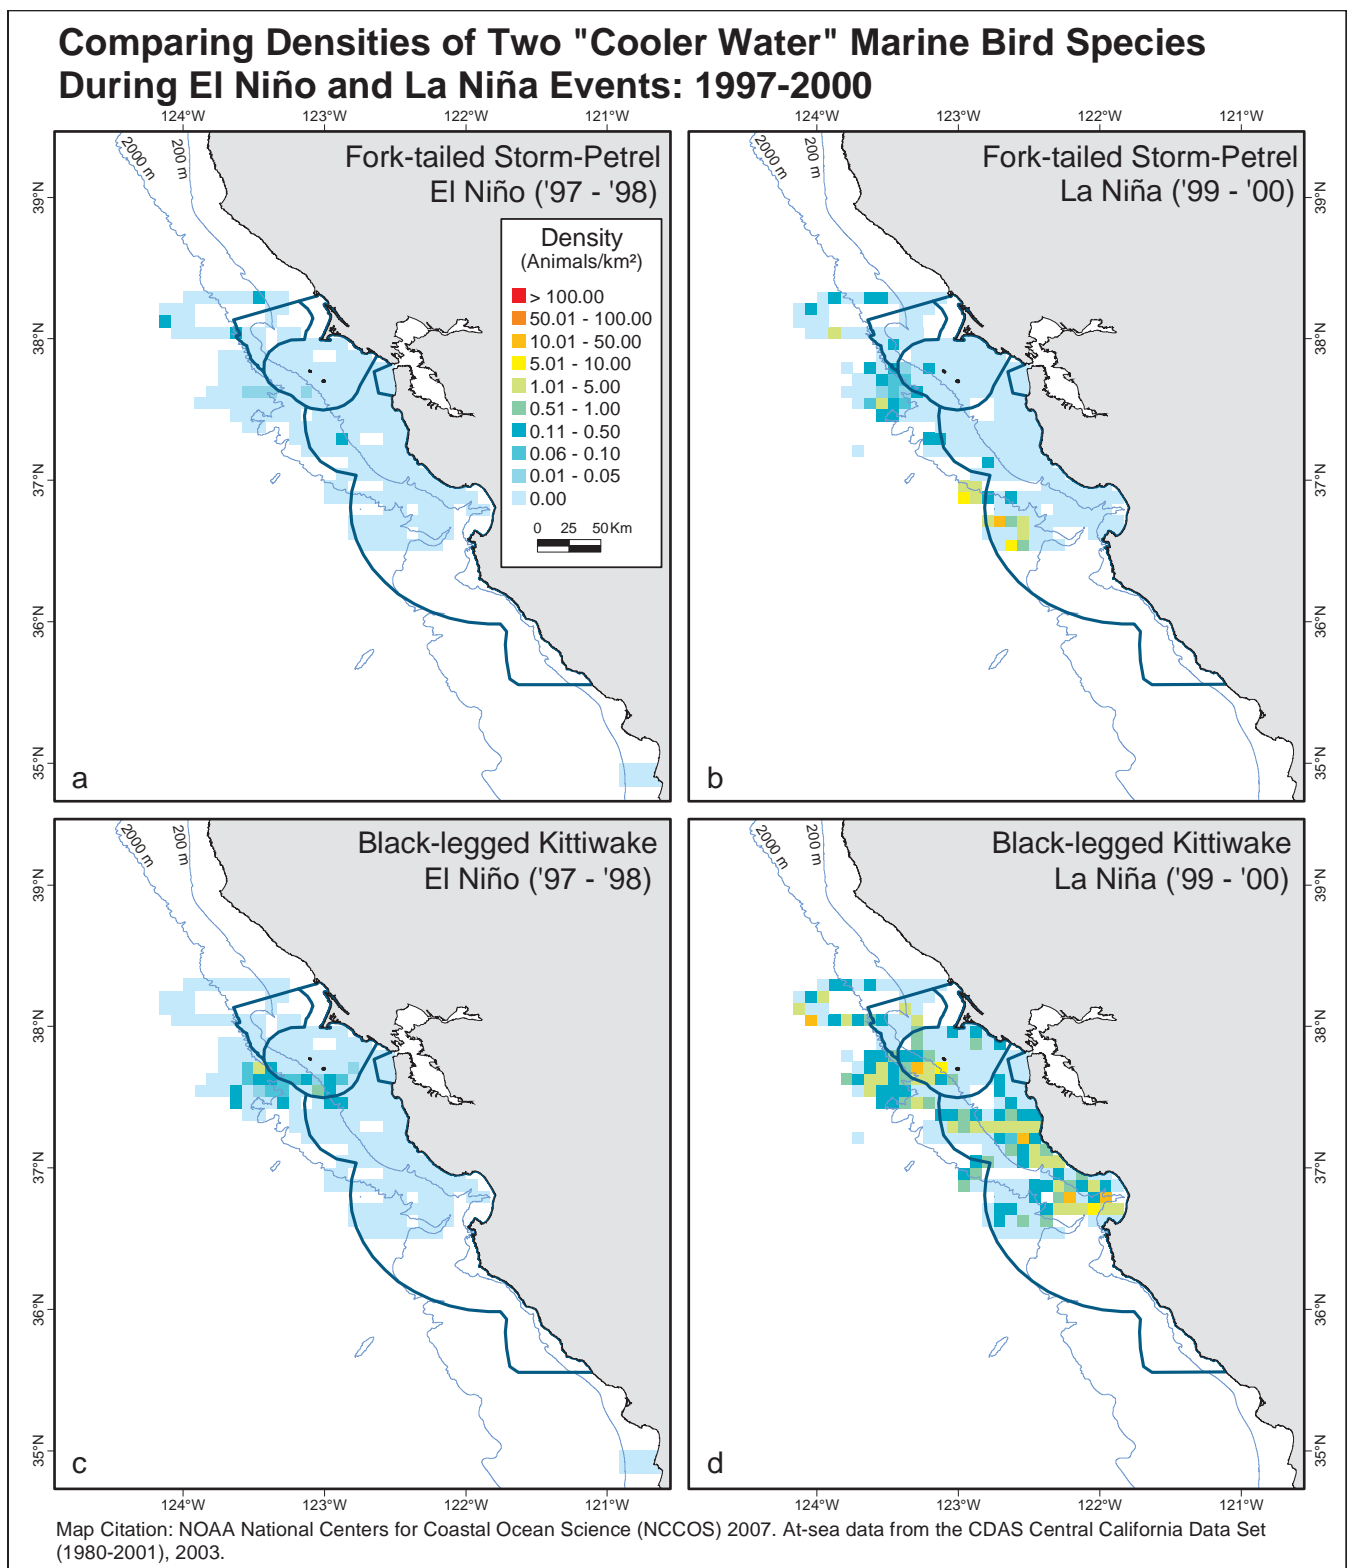 Comparing Densities of Two "Cooler Water" Marine Bird Species
During El Niño and La Niña Events: 1997-2000
124°W 123°W 122°W 121°W
124°W 123°W 122°W 121°W
2000 m
200 m
Fork-tailed Storm-Petrel
El Niño ('97 - '98)
Density
(Animals/km²)
> 100.00
50.01 - 100.00
10.01 - 50.00
5.01 - 10.00
1.01 - 5.00
0.51 - 1.00
0.11 - 0.50
0.06 - 0.10
0.01 - 0.05
0.00
0 25 50 Km
39°N
38°N
37°N
36°N
35°N
a
2000 m
200 m
Fork-tailed Storm-Petrel
La Niña ('99 - '00)
39°N
38°N
37°N
36°N
35°N
b
2000 m
200 m
Black-legged Kittiwake
El Niño ('97 - '98)
39°N
38°N
37°N
36°N
35°N
c
2000 m
200 m
Black-legged Kittiwake
La Niña ('99 - '00)
39°N
38°N
37°N
36°N
35°N
d
124°W 123°W 122°W 121°W
124°W 123°W 122°W 121°W
Map Citation: NOAA National Centers for Coastal Ocean Science (NCCOS) 2007. At-sea data from the CDAS Central California Data Set
(1980-2001), 2003.